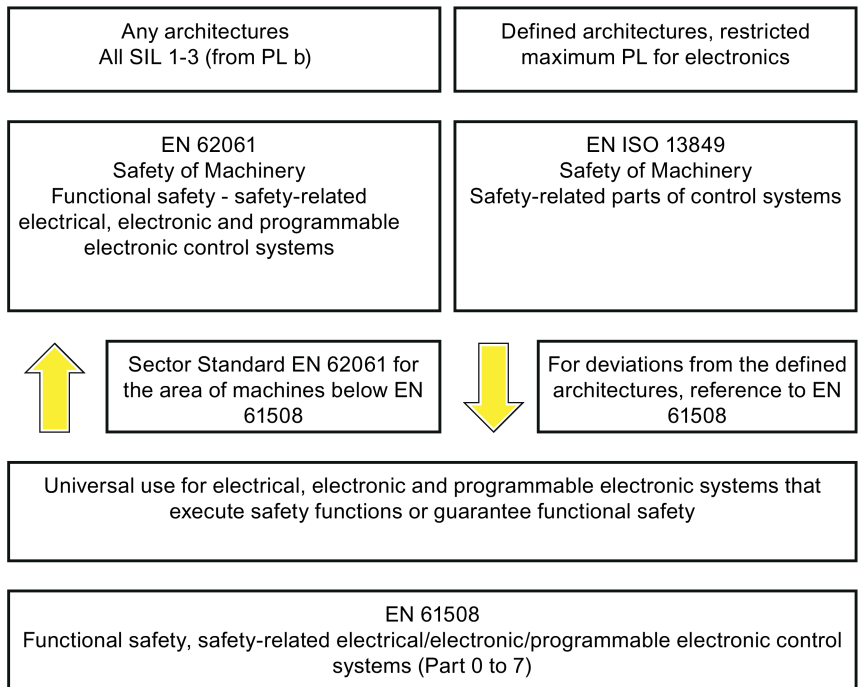 Any architectures
All SIL 1-3 (from PL b)
Defined architectures, restricted
maximum PL for electronics
EN 62061
Safety of Machinery
Functional safety - safety-related
electrical, electronic and programmable
electronic control systems
EN ISO 13849
Safety of Machinery
Safety-related parts of control systems
Sector Standard EN 62061 for
the area of machines below EN
61508
For deviations from the defined
architectures, reference to EN
61508
Universal use for electrical, electronic and programmable electronic systems that
execute safety functions or guarantee functional safety
EN 61508
Functional safety, safety-related electrical/electronic/programmable electronic control
systems (Part 0 to 7)